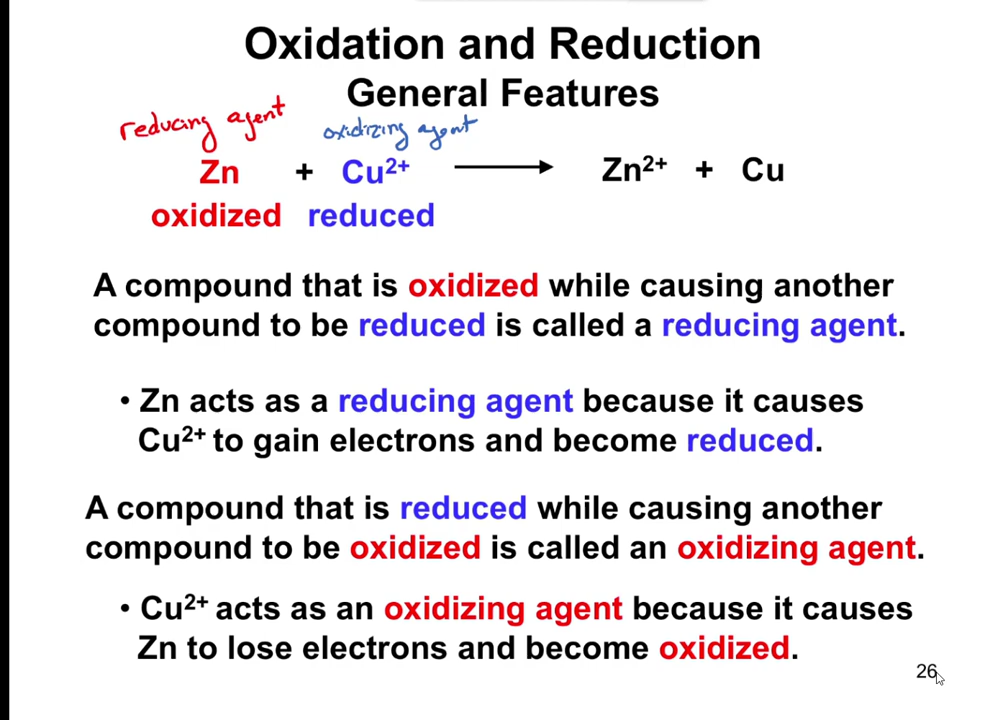 Oxidation and Reduction
General Features
reducing agent oxidizing agent
Zn + Cu²⁺ ⟶ Zn²⁺ + Cu
oxidized reduced
A compound that is oxidized while causing another
compound to be reduced is called a reducing agent.
• Zn acts as a reducing agent because it causes
Cu²⁺ to gain electrons and become reduced.
A compound that is reduced while causing another
compound to be oxidized is called an oxidizing agent.
• Cu²⁺ acts as an oxidizing agent because it causes
Zn to lose electrons and become oxidized.
26